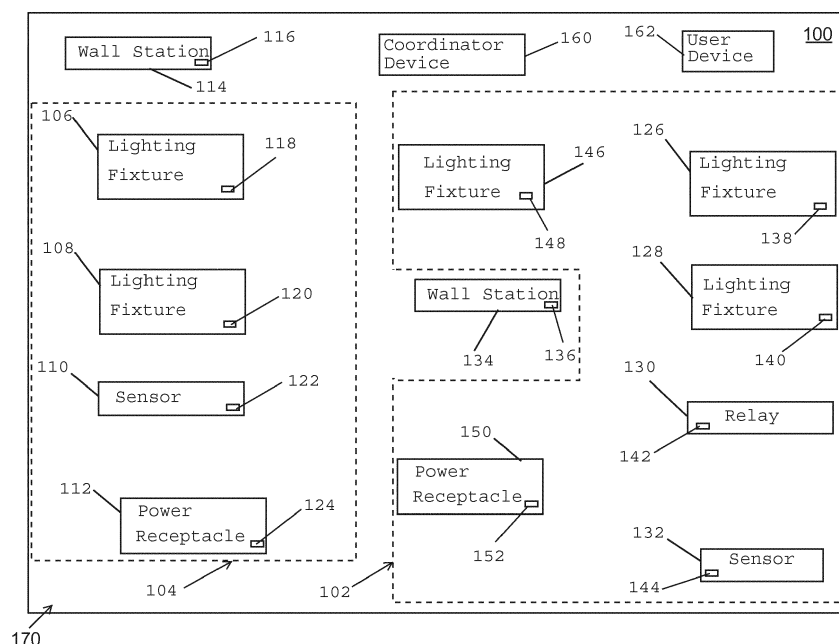 100
Wall Station
116
114
Coordinator
Device
160
162
User
Device
106
Lighting
Fixture
118
108
Lighting
Fixture
120
110
Sensor
122
112
Power
Receptacle
124
104
Lighting
Fixture
146
148
126
Lighting
Fixture
138
128
Lighting
Fixture
140
Wall Station
134
136
130
Relay
142
150
Power
Receptacle
152
132
Sensor
144
102
170